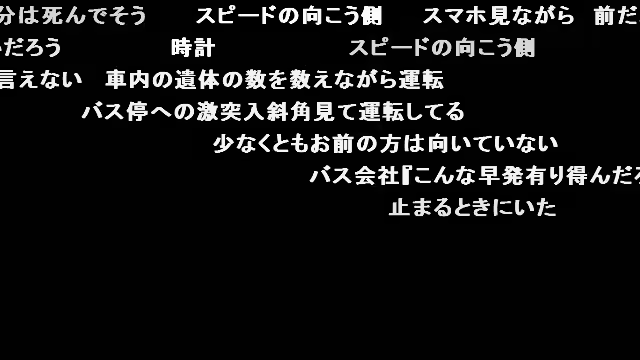 分は死んでそう スピードの向こう側 スマホ見ながら 前だ
だろう 時計 スピードの向こう側
言えない 車内の遺体の数を数えながら運転
バス停への激突入斜角見て運転してる
少なくともお前の方は向いていない
バス会社『こんな早発有り得んだろ
止まるときにいた